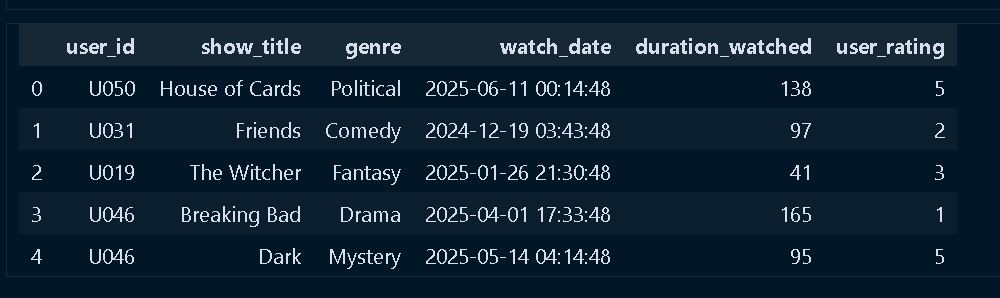 user_id show_title genre watch_date duration_watched user_rating
0 U050 House of Cards Political 2025-06-11 00:14:48 138 5
1 U031 Friends Comedy 2024-12-19 03:43:48 97 2
2 U019 The Witcher Fantasy 2025-01-26 21:30:48 41 3
3 U046 Breaking Bad Drama 2025-04-01 17:33:48 165 1
4 U046 Dark Mystery 2025-05-14 04:14:48 95 5